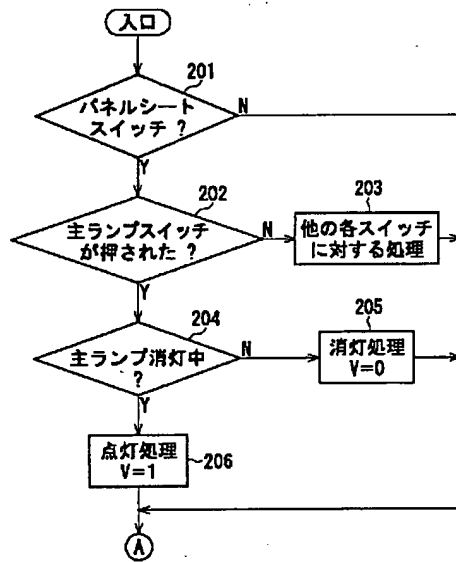 入口
201
パネルシート
スイッチ ?
N
Y
202
主ランプスイッチ
が押された ?
N
203
他の各スイッチ
に対する処理
Y
204
主ランプ消灯中
?
N
205
消灯処理
V=0
Y
点灯処理
V=1
206
A